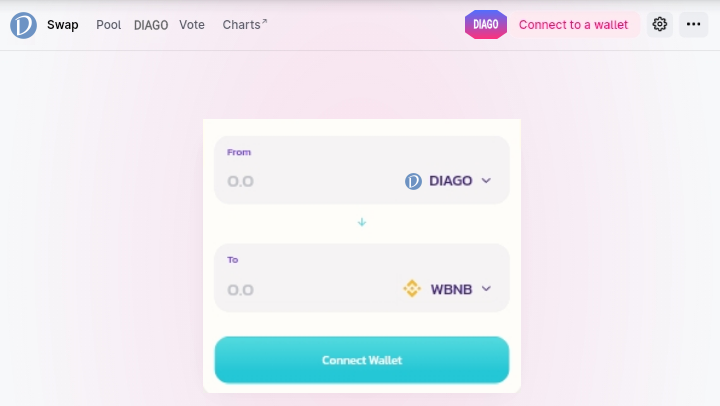 Swap Pool DIAGO Vote Charts↗ DIAGO Connect to a wallet
From
0.0 DIAGO
To
0.0 WBNB
Connect Wallet